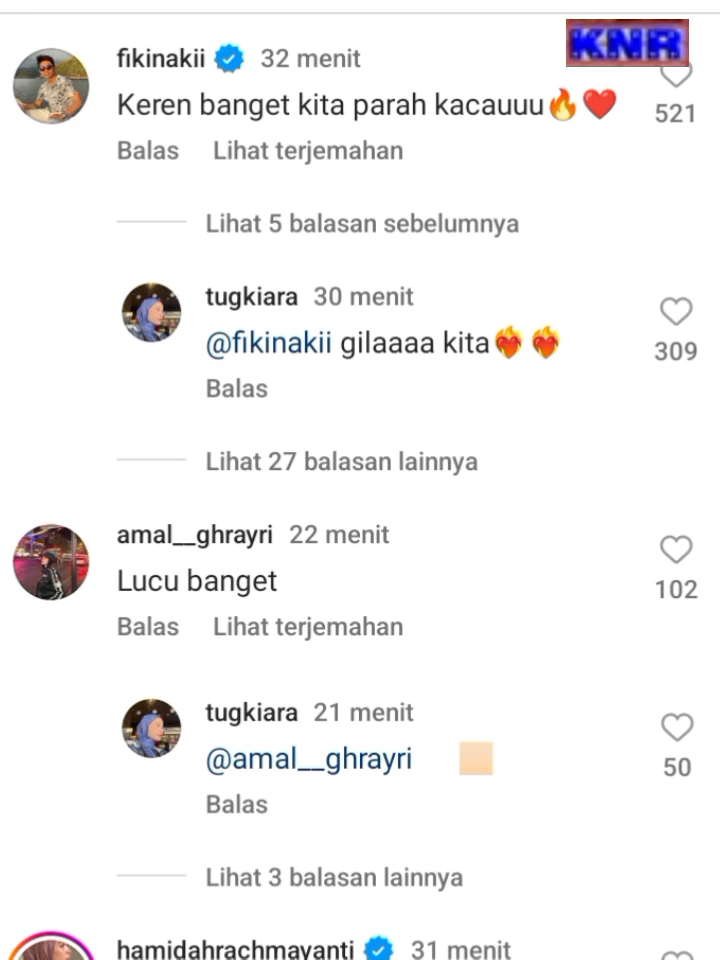 KNR
fikinakii 32 menit
Keren banget kita parah kacauuu🔥❤️
521
Balas Lihat terjemahan
Lihat 5 balasan sebelumnya
tugkiara 30 menit
@fikinakii gilaaaa kita❤️‍🔥❤️‍🔥
309
Balas
Lihat 27 balasan lainnya
amal__ghrayri 22 menit
Lucu banget
102
Balas Lihat terjemahan
tugkiara 21 menit
@amal__ghrayri
50
Balas
Lihat 3 balasan lainnya
hamidahrachmayanti 31 menit